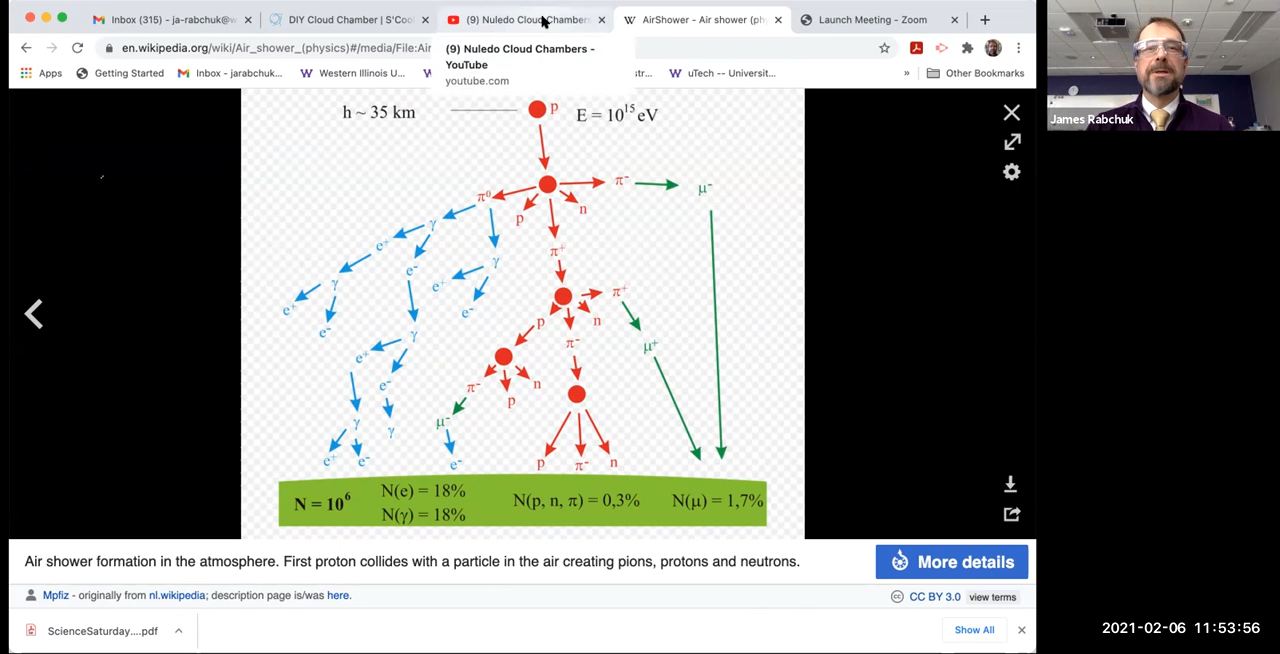 Inbox (315) - ja-rabchuk@w
DIY Cloud Chamber | S'Cool
(9) Nuledo Cloud Chambers
AirShower - Air shower (ph
Launch Meeting - Zoom
en.wikipedia.org/wiki/Air_shower_(physics)#/media/File:Air
(9) Nuledo Cloud Chambers -
YouTube
youtube.com
Apps
Getting Started
Inbox - jarabchuk...
Western Illinois U...
str...
uTech -- Universit...
»
Other Bookmarks
h ~ 35 km
p
E = 10¹⁵ eV
π⁰
π⁻
μ⁻
p
n
γ
e⁺
π⁺
e⁻
γ
γ
e⁺
π⁺
e⁺
e⁻
e⁻
p
n
γ
π⁻
μ⁺
e⁺
e⁻
π⁻
n
p
μ⁻
γ
γ
e⁺
e⁻
e⁻
p
π⁻
n
N = 10⁶
N(e) = 18%
N(γ) = 18%
N(p, n, π) = 0,3%
N(μ) = 1,7%
Air shower formation in the atmosphere. First proton collides with a particle in the air creating pions, protons and neutrons.
More details
Mpfiz - originally from nl.wikipedia; description page is/was here.
CC BY 3.0
view terms
ScienceSaturday....pdf
Show All
James Rabchuk
2021-02-06 11:53:56